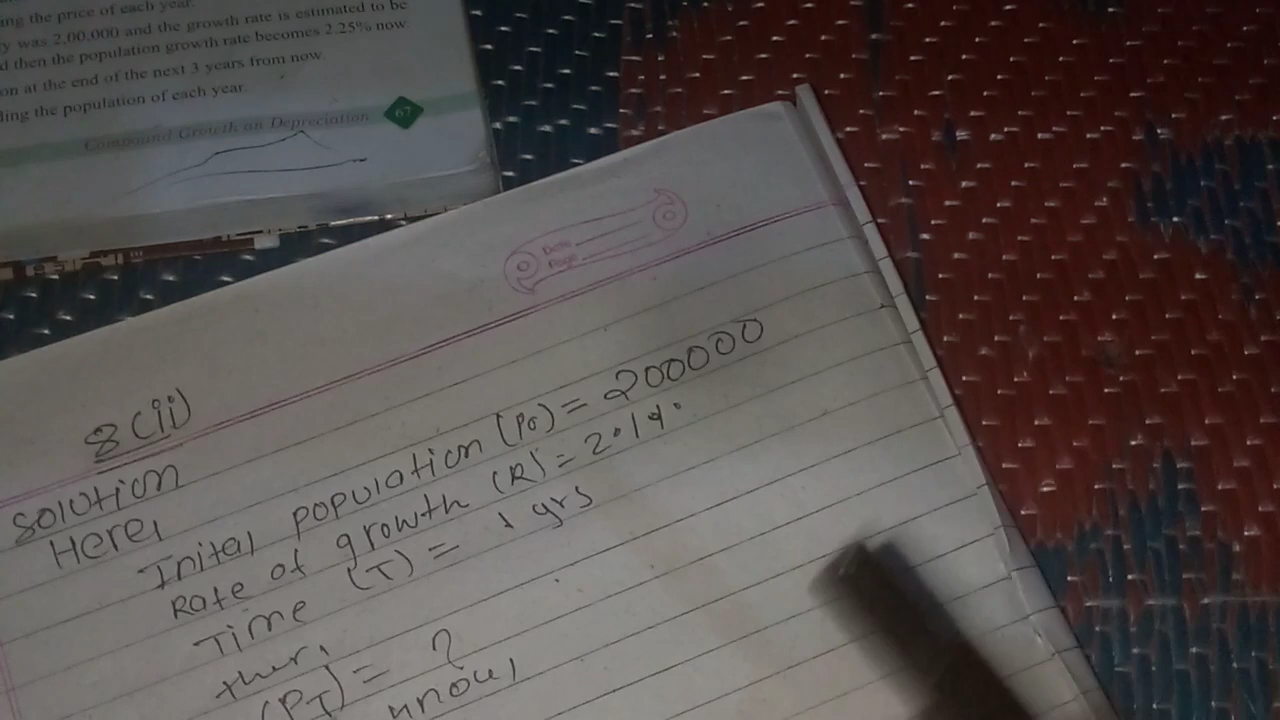 ing the price of each year.
y was 2,00,000 and the growth rate is estimated to be
d then the population growth rate becomes 2.25% now
on at the end of the next 3 years from now.
ding the population of each year.
Compound Growth an Depreciation 67
Date
Page
8(ii)
Solution
Here,
Inital population (Po) = 200000
Rate of growth (R) = 2.1%
Time (T) = 1 yrs
then,
(PT) = ?
know,